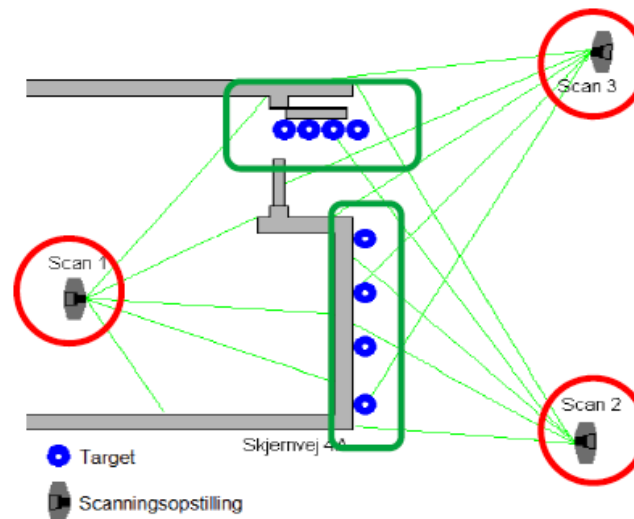 Scan 3
Scan 1
Scan 2
Skjernvej 4A
Target
Scanningsopstilling